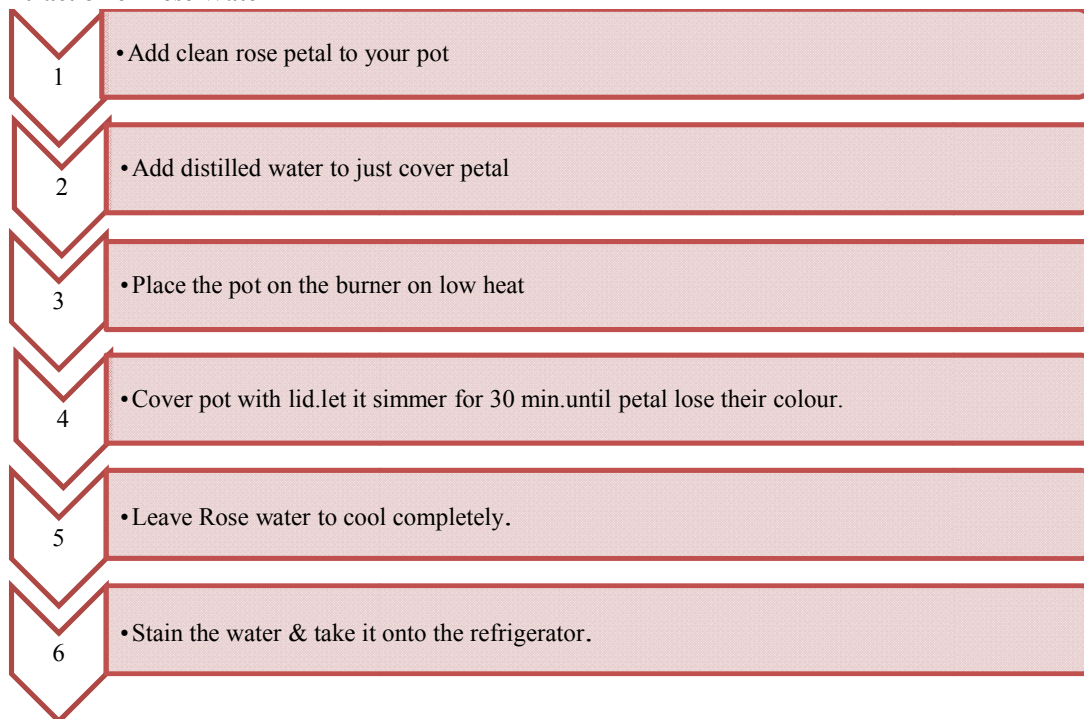 1
•Add clean rose petal to your pot
2
•Add distilled water to just cover petal
3
•Place the pot on the burner on low heat
4
•Cover pot with lid.let it simmer for 30 min.until petal lose their colour.
5
•Leave Rose water to cool completely.
6
•Stain the water & take it onto the refrigerator.